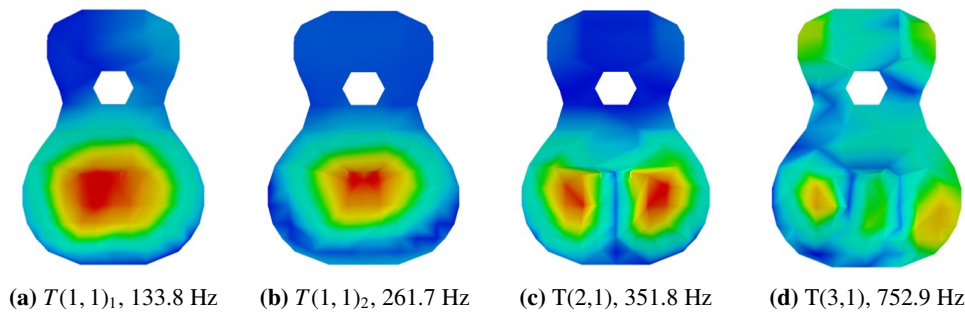 (a) T(1, 1)₁, 133.8 Hz (b) T(1, 1)₂, 261.7 Hz (c) T(2,1), 351.8 Hz (d) T(3,1), 752.9 Hz